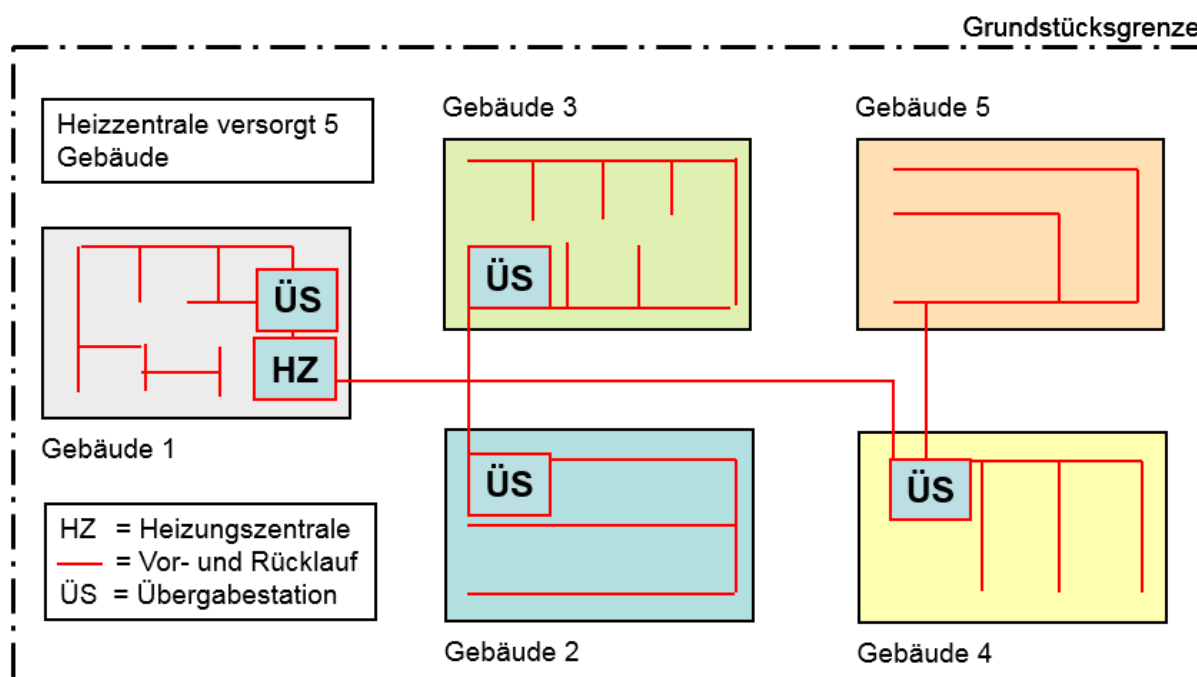 Grundstücksgrenze
Heizzentrale versorgt 5
Gebäude
Gebäude 3
Gebäude 5
ÜS
HZ
ÜS
Gebäude 1
ÜS
ÜS
HZ = Heizungszentrale
= Vor- und Rücklauf
ÜS = Übergabestation
Gebäude 2
Gebäude 4